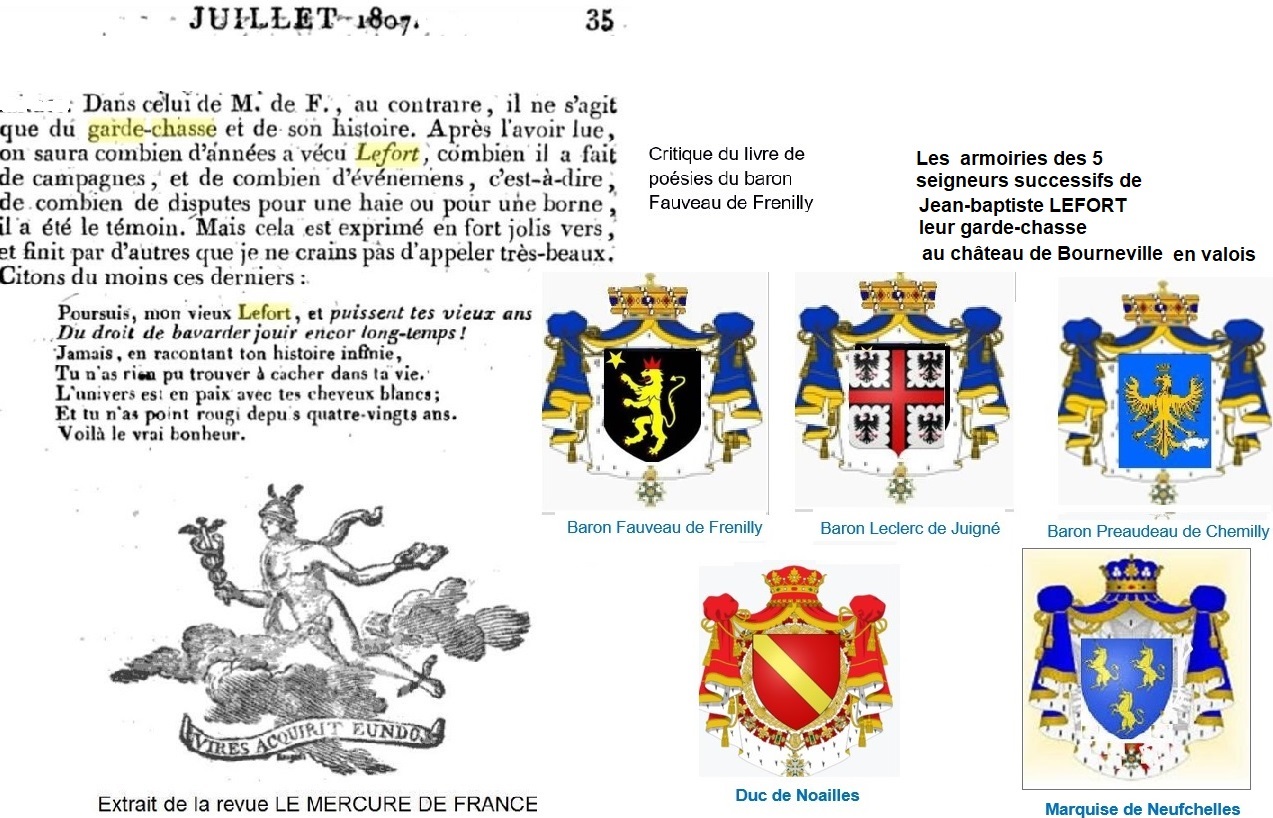 JUILLET 1807. 35
Dans celui de M. de F., au contraire, il ne s'agit
que du garde-chasse et de son histoire. Après l'avoir lue,
on saura combien d'années a vécu Lefort, combien il a fait
de campagnes, et de combien d'événemens, c'est-à-dire,
de combien de disputes pour une haie ou pour une borne,
il a été le témoin. Mais cela est exprimé en fort jolis vers,
et finit par d'autres que je ne crains pas d'appeler très-beaux.
Citons du moins ces derniers :
Poursuis, mon vieux Lefort, et puissent tes vieux ans
Du droit de bavarder jouir encor long-temps !
Jamais, en racontant ton histoire infinie,
Tu n'as rien pu trouver à cacher dans ta vie.
L'univers est en paix avec tes cheveux blancs;
Et tu n'as point rougi depu s quatre-vingts ans.
Voilà le vrai bonheur.
VIRES ACQUIRIT EUNDO
Extrait de la revue LE MERCURE DE FRANCE
Critique du livre de
poésies du baron
Fauveau de Frenilly
Les armoiries des 5
seigneurs successifs de
Jean-baptiste LEFORT
leur garde-chasse
au château de Bourneville en valois
Baron Fauveau de Frenilly
Baron Leclerc de Juigné
Baron Preaudeau de Chemilly
Duc de Noailles
Marquise de Neufchelles